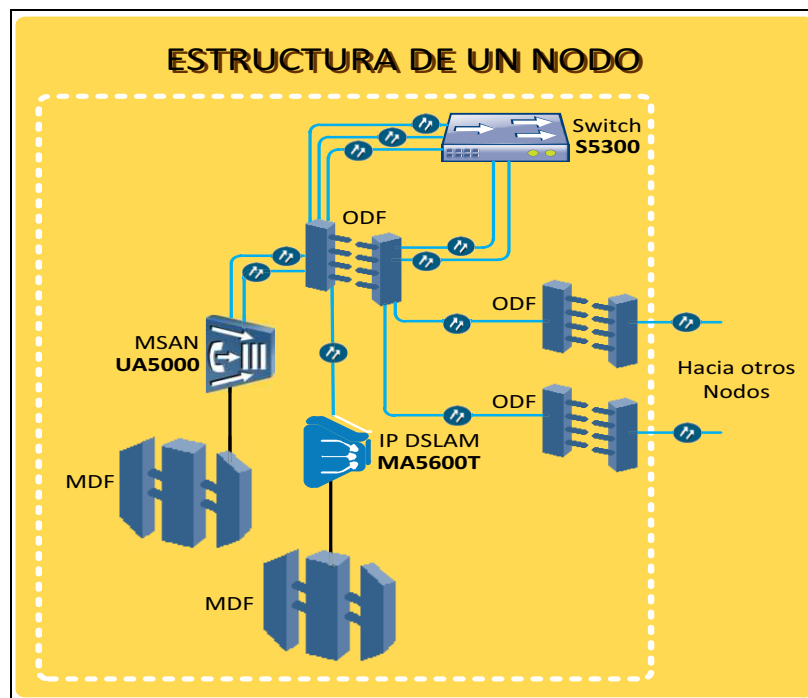 ESTRUCTURA DE UN NODO
Switch
S5300
ODF
ODF
MSAN
UA5000
Hacia otros
Nodos
ODF
IP DSLAM
MA5600T
MDF
MDF